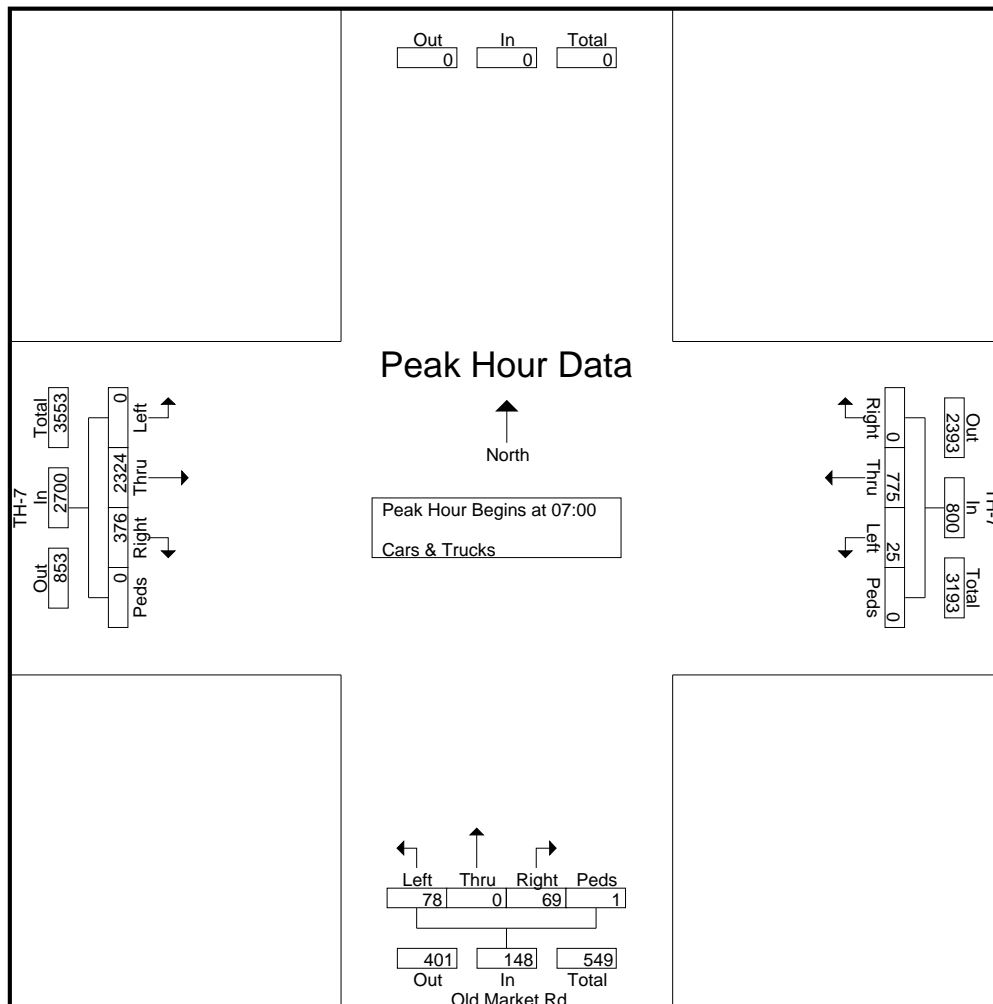 Out In Total
0 0 0
Peak Hour Data
North
Peak Hour Begins at 07:00
Cars & Trucks
TH-7
Total In Out
3553 2700 853
0 2324 376 0
Left Thru Right Peds
Right Thru Left Peds
0 775 25 0
Out In Total
2393 800 3193
TH-7
Left Thru Right Peds
78 0 69 1
401 148 549
Out In Total
Old Market Rd